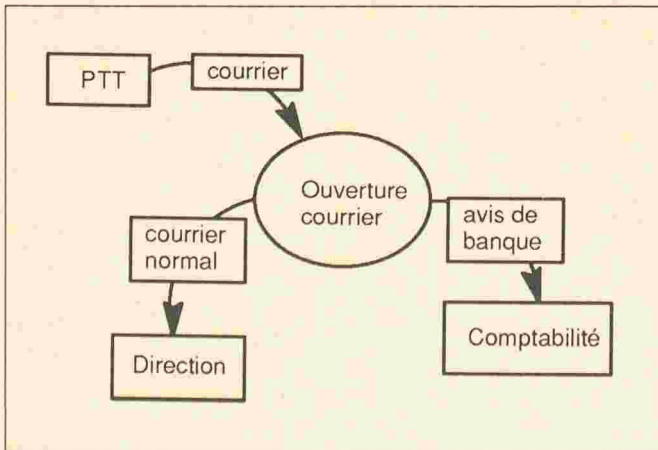 PTT
courrier
Ouverture
courrier
courrier
normal
avis de
banque
Direction
Comptabilité